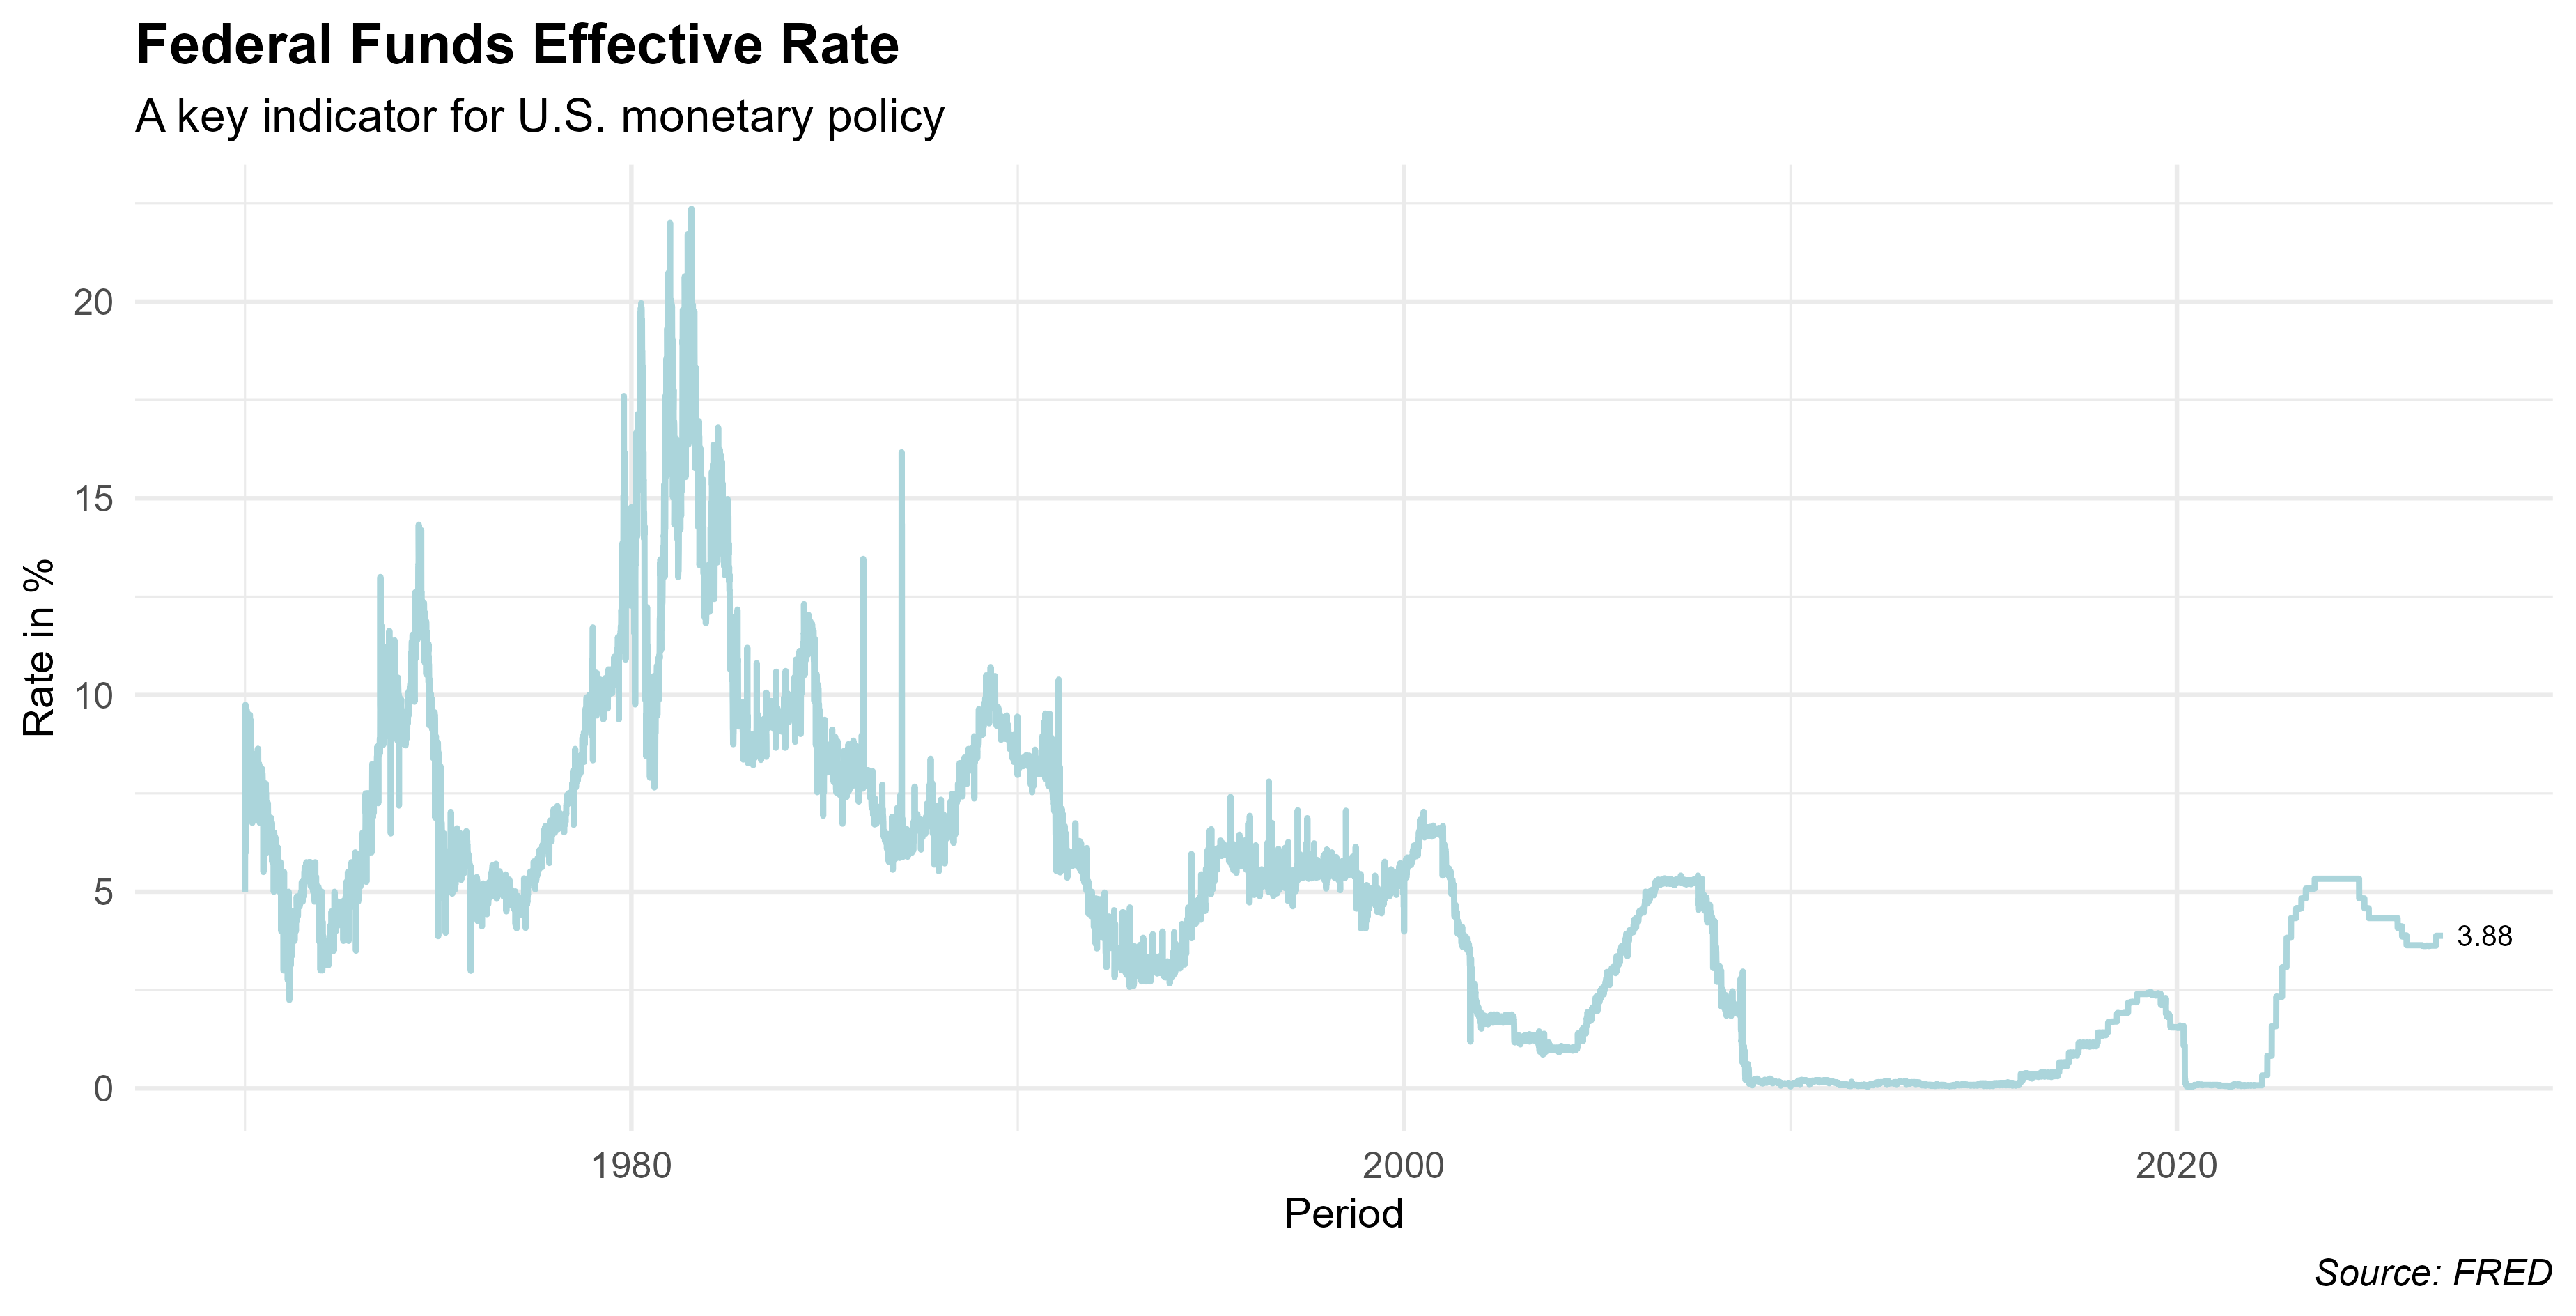 Federal Funds Effective Rate
A key indicator for U.S. monetary policy
Rate in %
20
15
10
5
0
3.88
1980
2000
2020
Period
Source: FRED